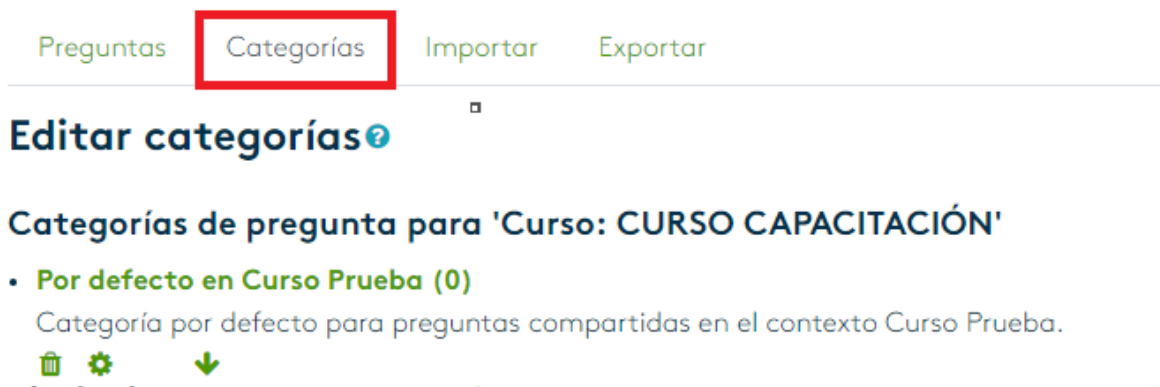 Preguntas Categorías Importar Exportar
Editar categorías
Categorías de pregunta para 'Curso: CURSO CAPACITACIÓN'
Por defecto en Curso Prueba (0)
Categoría por defecto para preguntas compartidas en el contexto Curso Prueba.